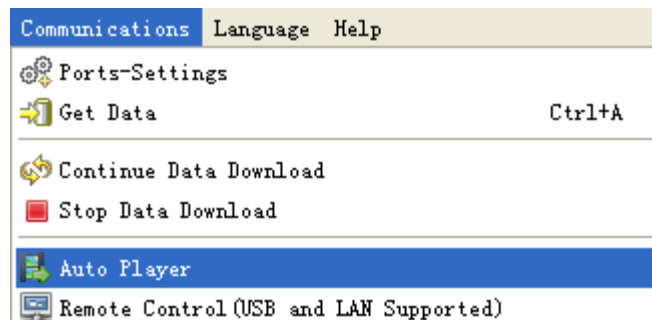 Communications Language Help
Ports-Settings
Get Data Ctrl+A
Continue Data Download
Stop Data Download
Auto Player
Remote Control(USB and LAN Supported)